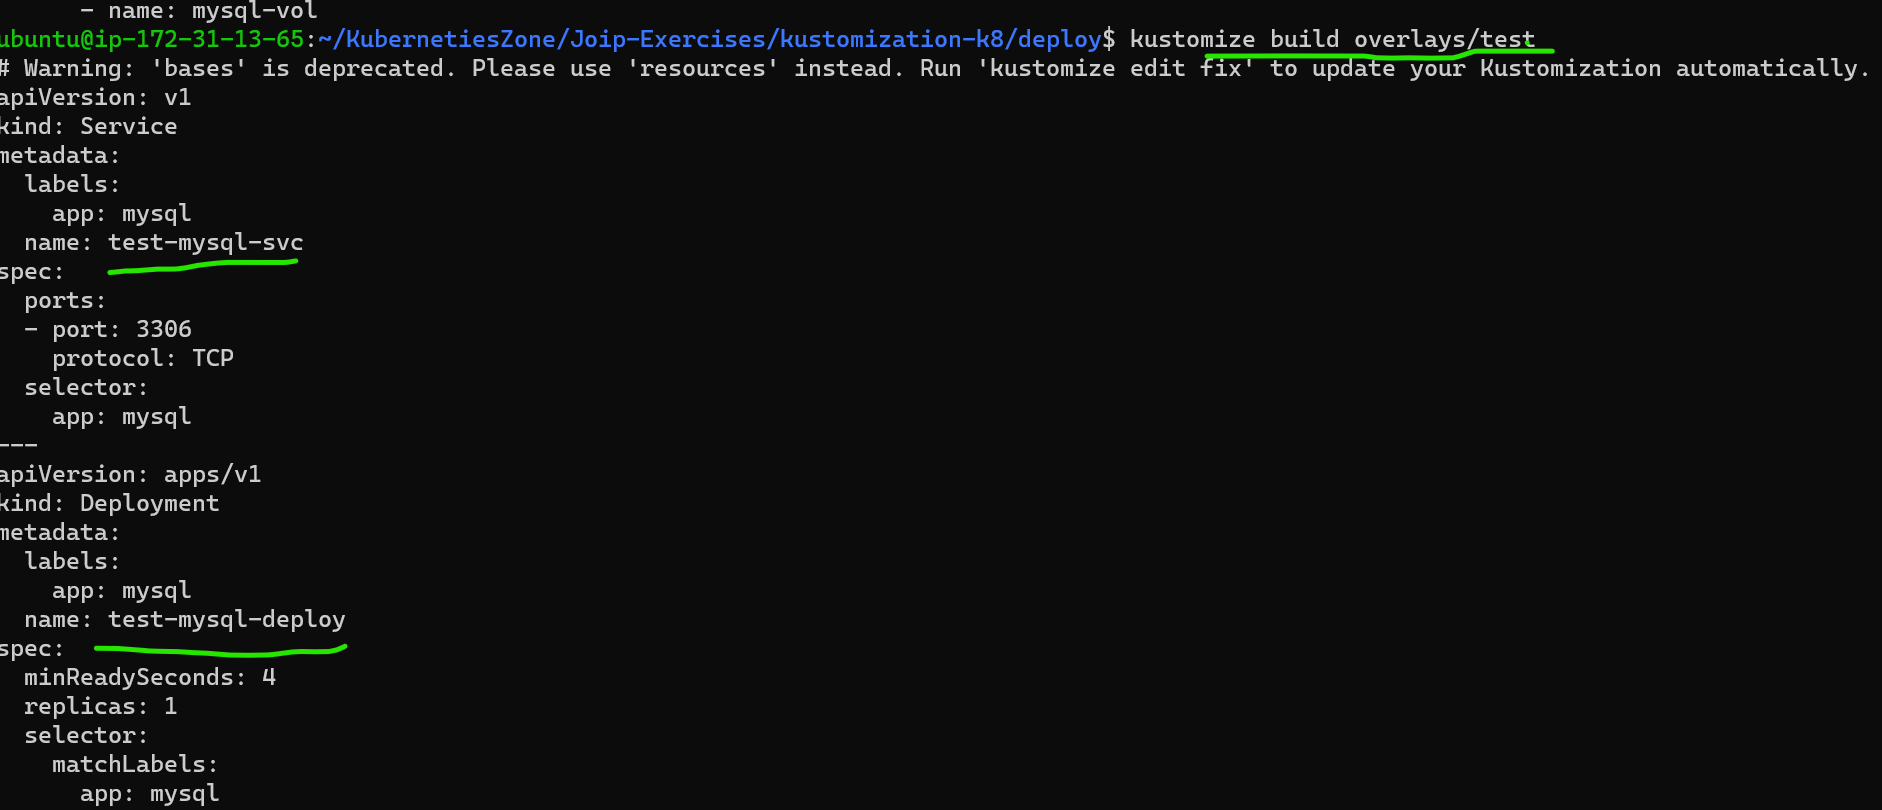 - name: mysql-vol
ubuntu@ip-172-31-13-65:~/KubernetiesZone/Joip-Exercises/kustomization-k8/deploy$ kustomize build overlays/test
# Warning: 'bases' is deprecated. Please use 'resources' instead. Run 'kustomize edit fix' to update your Kustomization automatically.
apiVersion: v1
kind: Service
metadata:
  labels:
    app: mysql
  name: test-mysql-svc
spec:
  ports:
  - port: 3306
    protocol: TCP
  selector:
    app: mysql
---
apiVersion: apps/v1
kind: Deployment
metadata:
  labels:
    app: mysql
  name: test-mysql-deploy
spec:
  minReadySeconds: 4
  replicas: 1
  selector:
    matchLabels:
      app: mysql